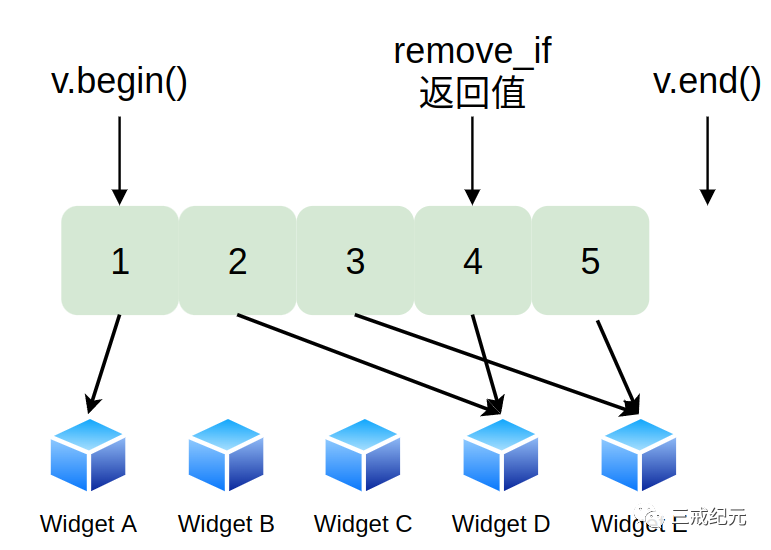 v.begin()
remove_if
返回值
v.end()
1 2 3 4 5
Widget A Widget B Widget C Widget D Widget E
三戒纪元